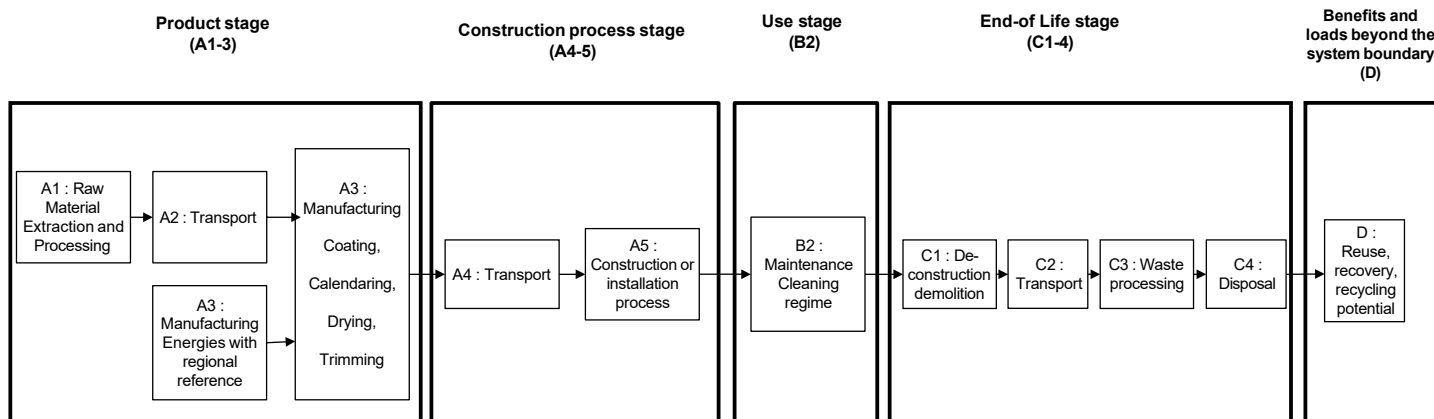 Product stage
(A1-3)
Construction process stage
(A4-5)
Use stage
(B2)
End-of Life stage
(C1-4)
Benefits and
loads beyond the
system boundary
(D)
A1 : Raw
Material
Extraction and
Processing
A2 : Transport
A3 :
Manufacturing
Energies with
regional
reference
A3 :
Manufacturing
Coating,
Calendaring,
Drying,
Trimming
A4 : Transport
A5 :
Construction or
installation
process
B2 :
Maintenance
Cleaning
regime
C1 : De-
construction
demolition
C2 :
Transport
C3 : Waste
processing
C4 :
Disposal
D :
Reuse,
recovery,
recycling
potential